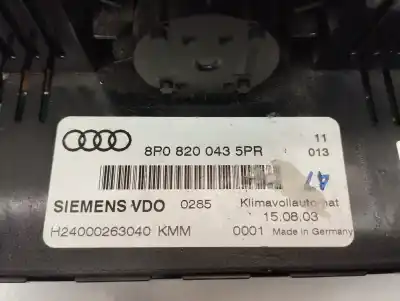 8P0 820 043 5PR
11
013
SIEMENS VDO 0285 Klimavollautomat
15.08.03
H24000263040 KMM 0001 Made in Germany